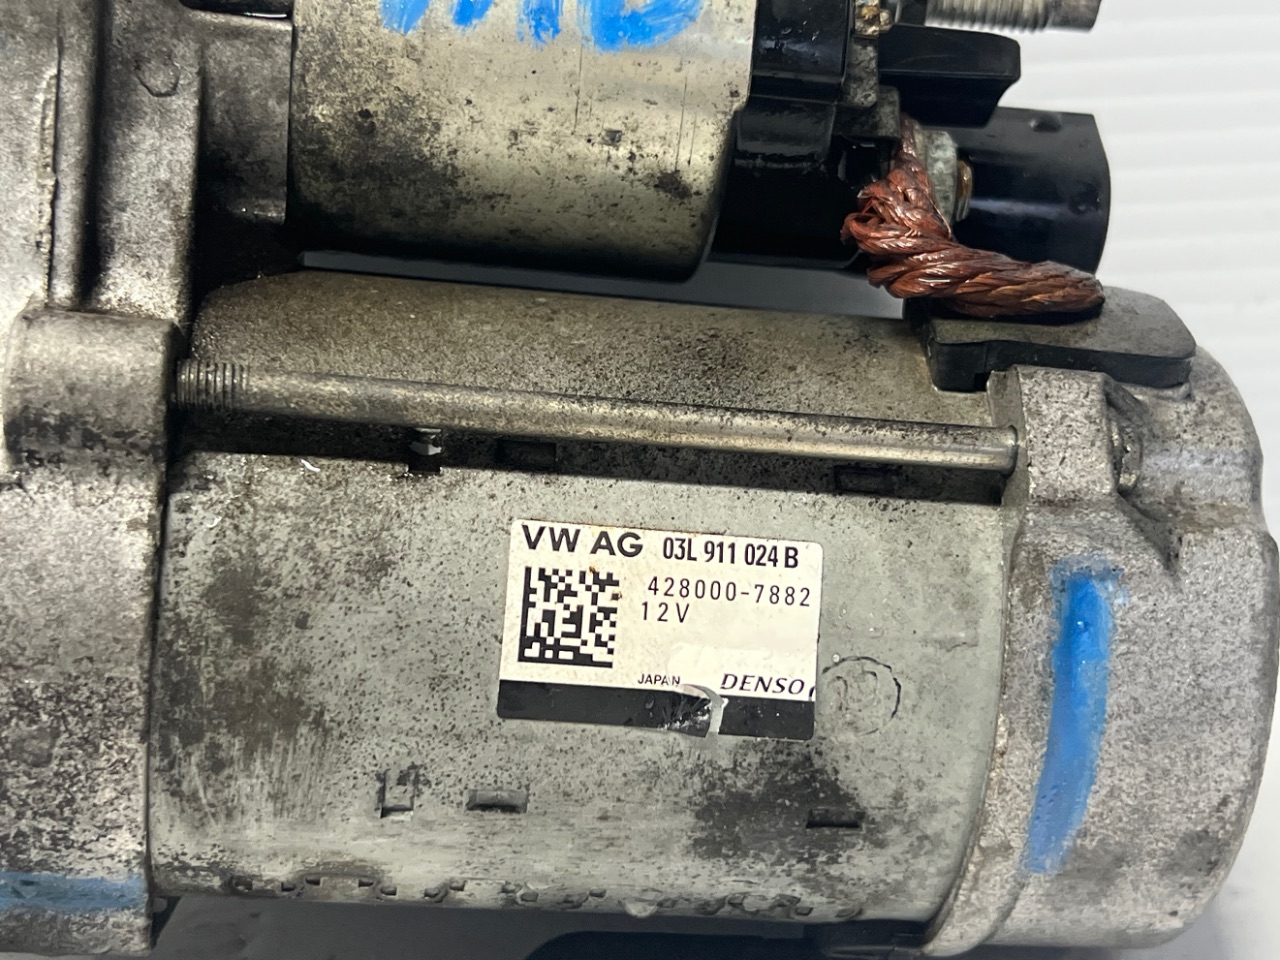 VW AG 03L 911 024 B
428000-7882
12V
JAPAN DENSO